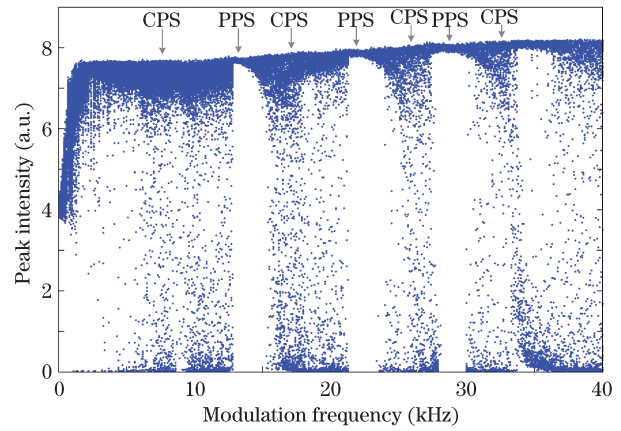 CPS PPS CPS PPS CPS PPS CPS
8
6
4
2
0
Peak intensity (a.u.)
0 10 20 30 40
Modulation frequency (kHz)